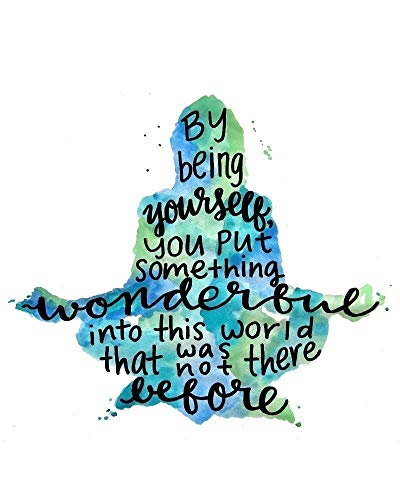 By
being
yourself,
you put
something
wonderful
into this world
that was not there
before